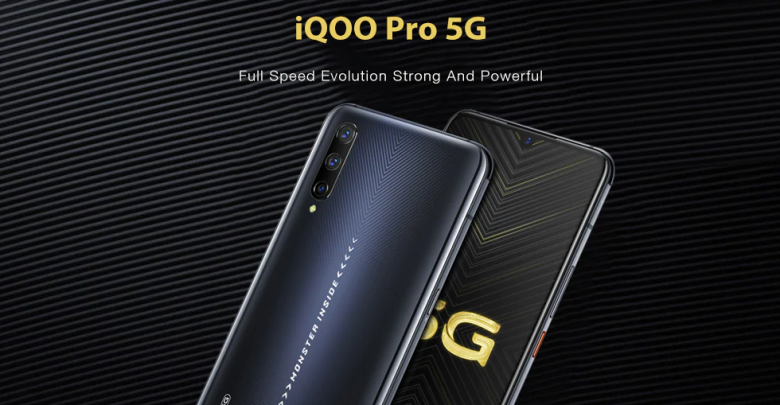 iQOO Pro 5G
Full Speed Evolution Strong And Powerful
>>>MONSTER INSIDE<<<<<
5G